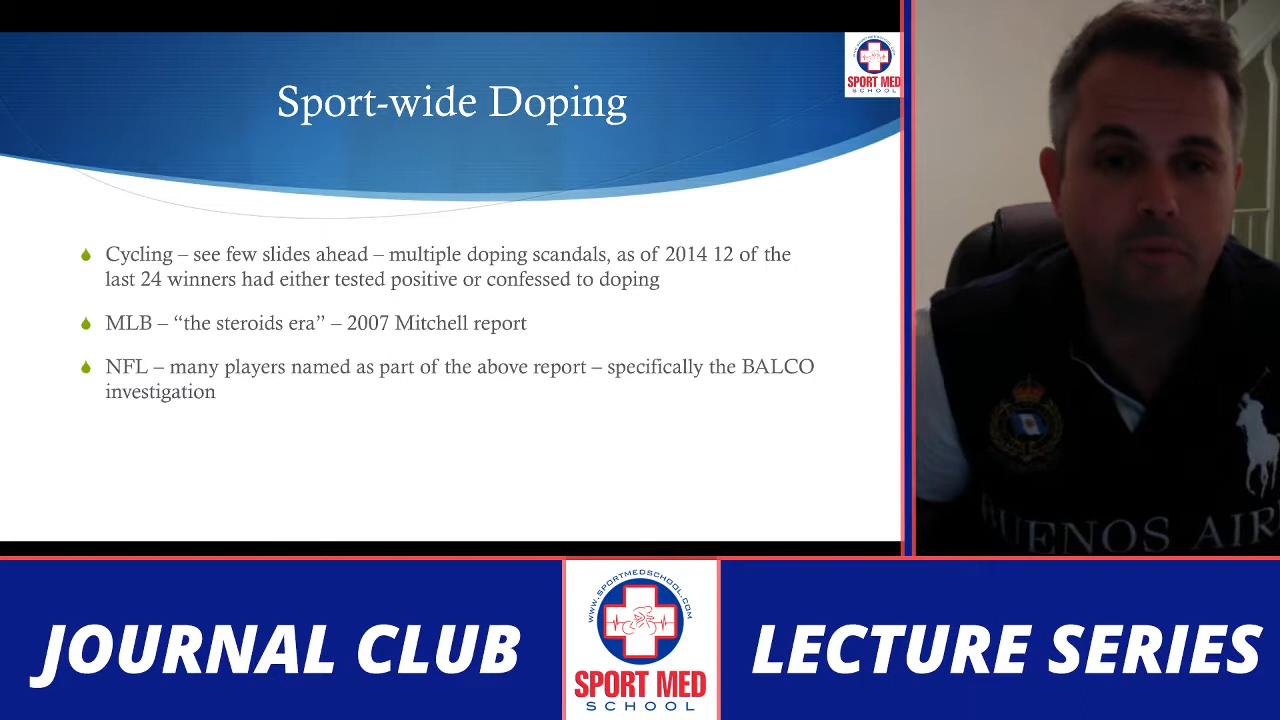 Sport-wide Doping
SPORT MED
SCHOOL
Cycling – see few slides ahead – multiple doping scandals, as of 2014 12 of the
last 24 winners had either tested positive or confessed to doping
MLB – “the steroids era” – 2007 Mitchell report
NFL – many players named as part of the above report – specifically the BALCO
investigation
BUENOS AIR
JOURNAL CLUB
WWW.SPORTMEDSCHOOL.COM
SPORT MED
SCHOOL
LECTURE SERIES